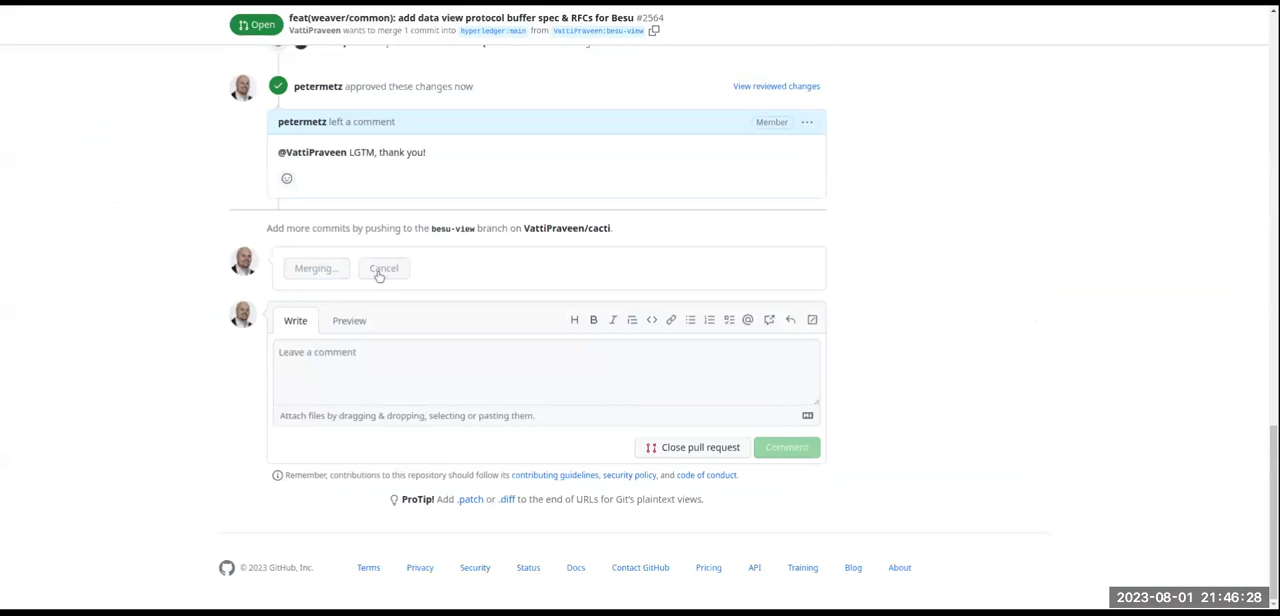 Open
feat(weaver/common): add data view protocol buffer spec & RFCs for Besu #2564
VattiPraveen wants to merge 1 commit into hyperledger:main from VattiPraveen:besu-view
petermetz approved these changes now
View reviewed changes
petermetz left a comment
Member
@VattiPraveen LGTM, thank you!
Add more commits by pushing to the besu-view branch on VattiPraveen/cacti.
Merging...
Cancel
Write
Preview
Leave a comment
Attach files by dragging & dropping, selecting or pasting them.
Close pull request
Comment
Remember, contributions to this repository should follow its contributing guidelines, security policy, and code of conduct.
ProTip! Add .patch or .diff to the end of URLs for Git's plaintext views.
© 2023 GitHub, Inc.
Terms
Privacy
Security
Status
Docs
Contact GitHub
Pricing
API
Training
Blog
About
2023-08-01 21:46:28